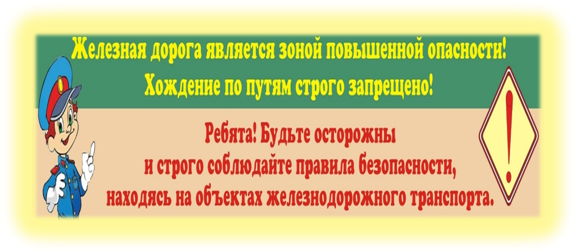 Железная дорога является зоной повышенной опасности!
Хождение по путям строго запрещено!
Ребята! Будьте осторожны
и строго соблюдайте правила безопасности,
находясь на объектах железнодорожного транспорта.
!